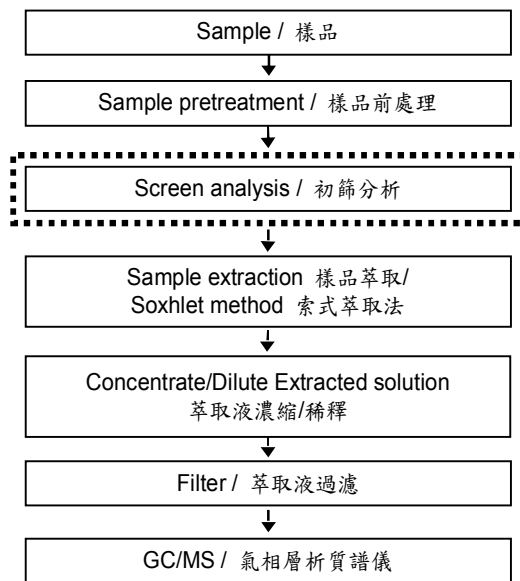 Sample / 樣品
Sample pretreatment / 樣品前處理
Screen analysis / 初篩分析
Sample extraction 樣品萃取/
Soxhlet method 索式萃取法
Concentrate/Dilute Extracted solution
萃取液濃縮/稀釋
Filter / 萃取液過濾
GC/MS / 氣相層析質譜儀